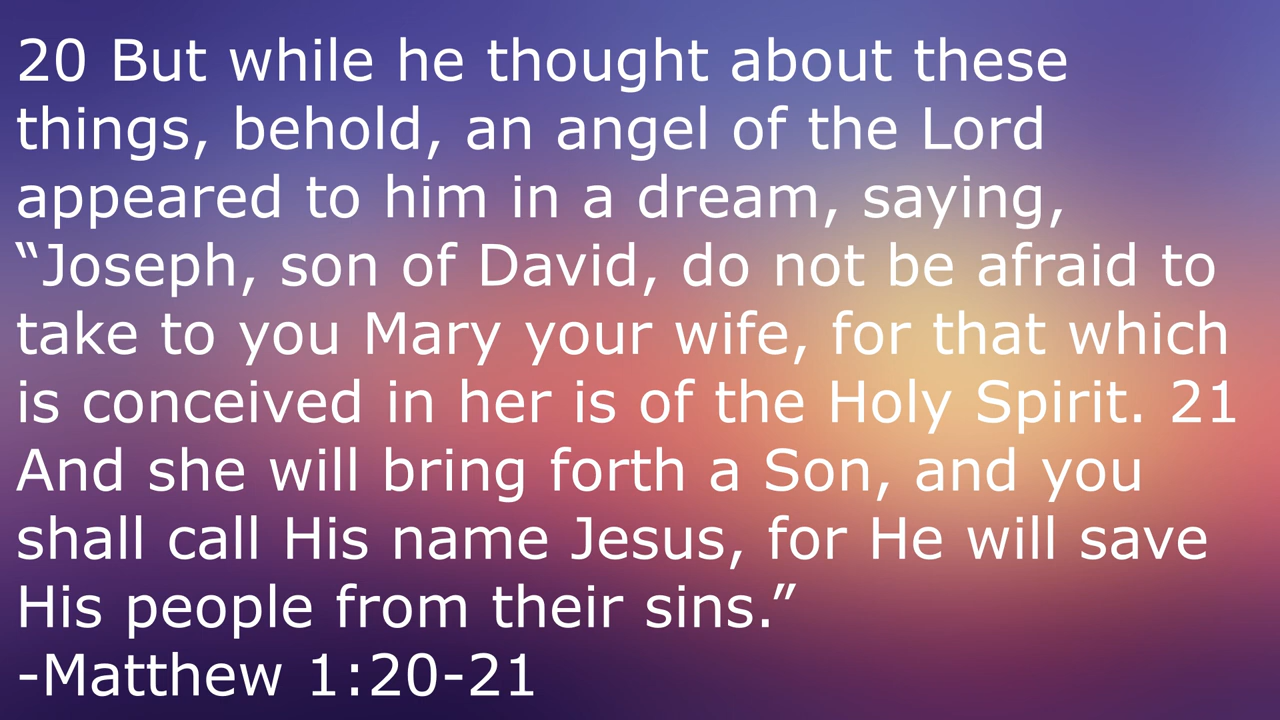 20 But while he thought about these
things, behold, an angel of the Lord
appeared to him in a dream, saying,
“Joseph, son of David, do not be afraid to
take to you Mary your wife, for that which
is conceived in her is of the Holy Spirit. 21
And she will bring forth a Son, and you
shall call His name Jesus, for He will save
His people from their sins.”
-Matthew 1:20-21